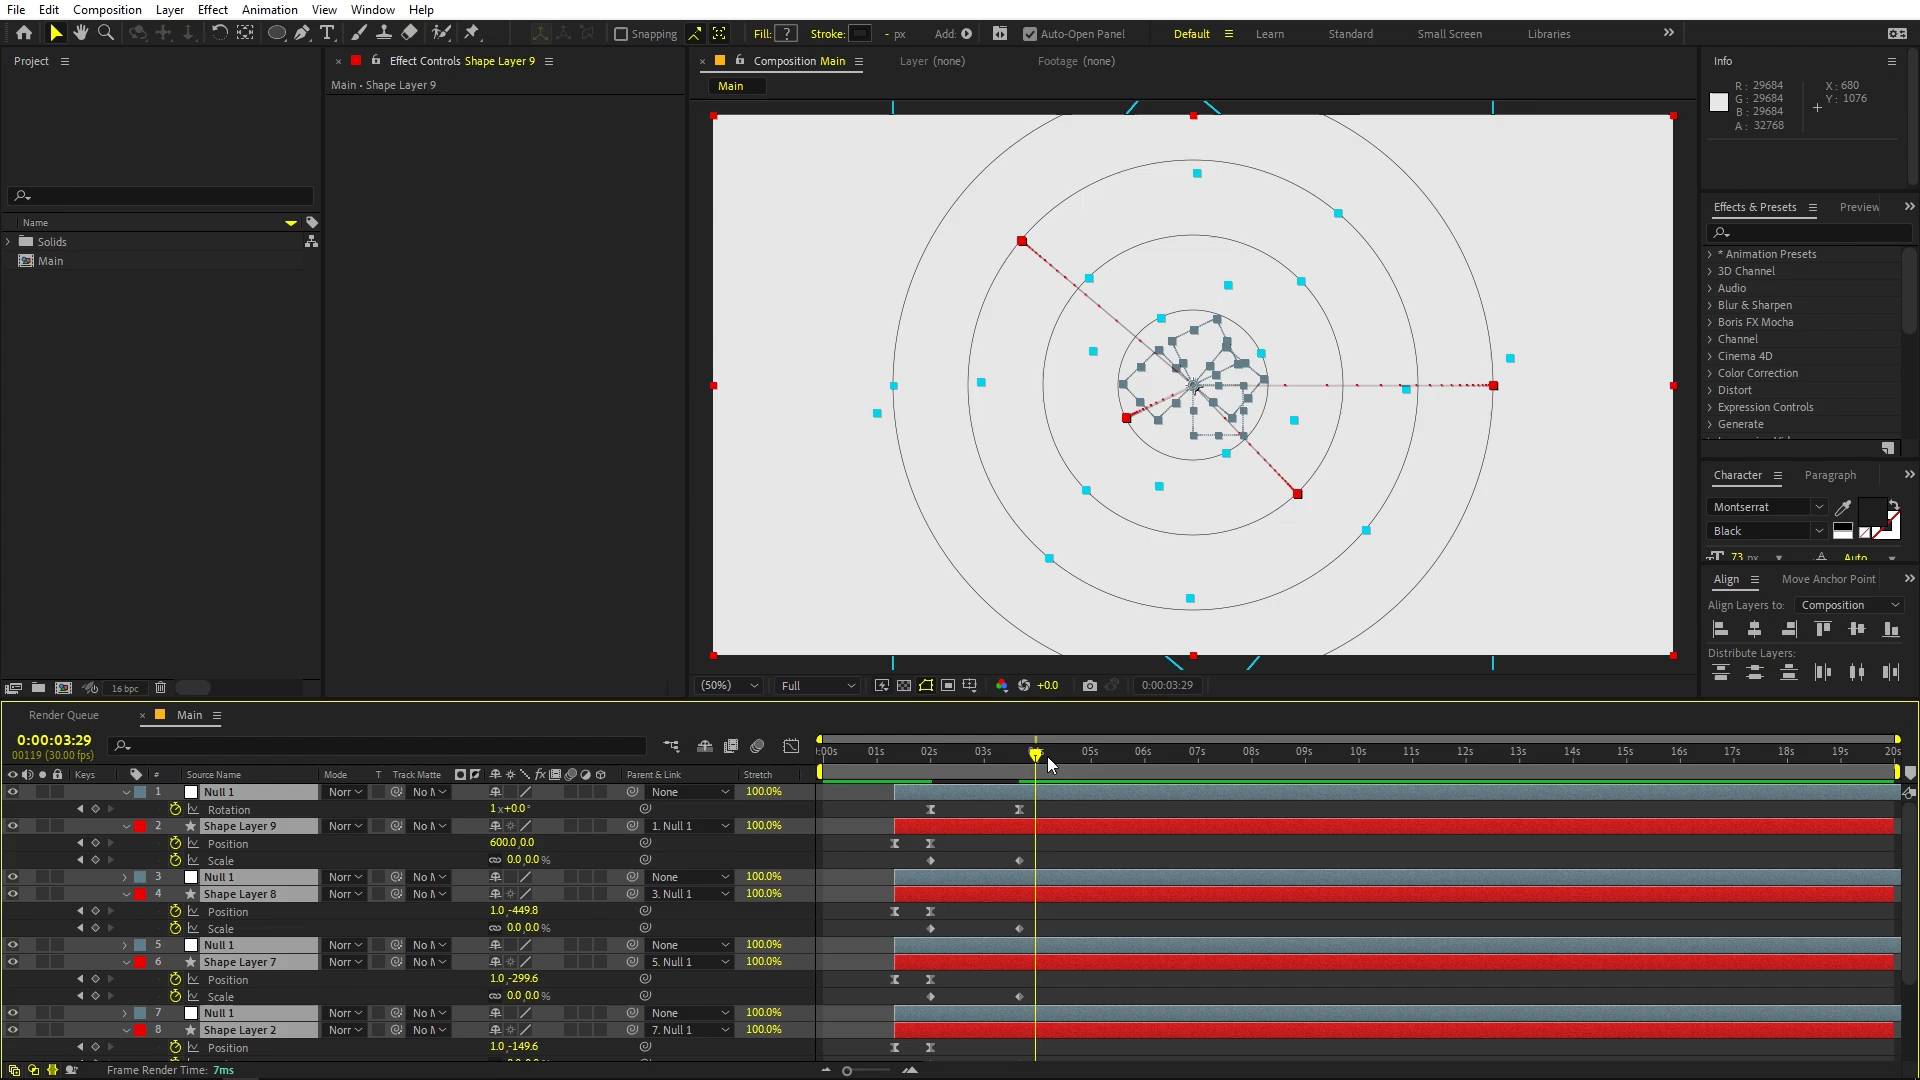 File Edit Composition Layer Effect Animation View Window Help
Snapping Fill: ? Stroke: - px Add: Auto-Open Panel Default Learn Standard Small Screen Libraries
Project
Effect Controls Shape Layer 9
Main • Shape Layer 9
Composition Main Layer (none) Footage (none)
Main
Info
R: 29684
G: 29684
B: 29684
A: 32768
X: 680
Y: 1076
Name
Solids
Main
Effects & Presets Preview
* Animation Presets
3D Channel
Audio
Blur & Sharpen
Boris FX Mocha
Channel
Cinema 4D
Color Correction
Distort
Expression Controls
Generate
Character Paragraph
Montserrat
Black
73 px Auto
Align Move Anchor Point
Align Layers to: Composition
Distribute Layers:
16 bpc
(50%) Full +0.0 0:00:03:29
Render Queue Main
0:00:03:29
00119 (30.00 fps)
:00s 01s 02s 03s 05s 06s 07s 08s 09s 10s 11s 12s 13s 14s 15s 16s 17s 18s 19s 20s
Keys # Source Name Mode T Track Matte fx Parent & Link Stretch
1 Null 1 Norr No M None 100.0%
Rotation 1x+0.0°
2 Shape Layer 9 Norr No M 1. Null 1 100.0%
Position 600.0,0.0
Scale 0.0,0.0%
3 Null 1 Norr No M None 100.0%
4 Shape Layer 8 Norr No M 3. Null 1 100.0%
Position 1.0,-449.8
Scale 0.0,0.0%
5 Null 1 Norr No M None 100.0%
6 Shape Layer 7 Norr No M 5. Null 1 100.0%
Position 1.0,-299.6
Scale 0.0,0.0%
7 Null 1 Norr No M None 100.0%
8 Shape Layer 2 Norr No M 7. Null 1 100.0%
Position 1.0,-149.6
Frame Render Time: 7ms